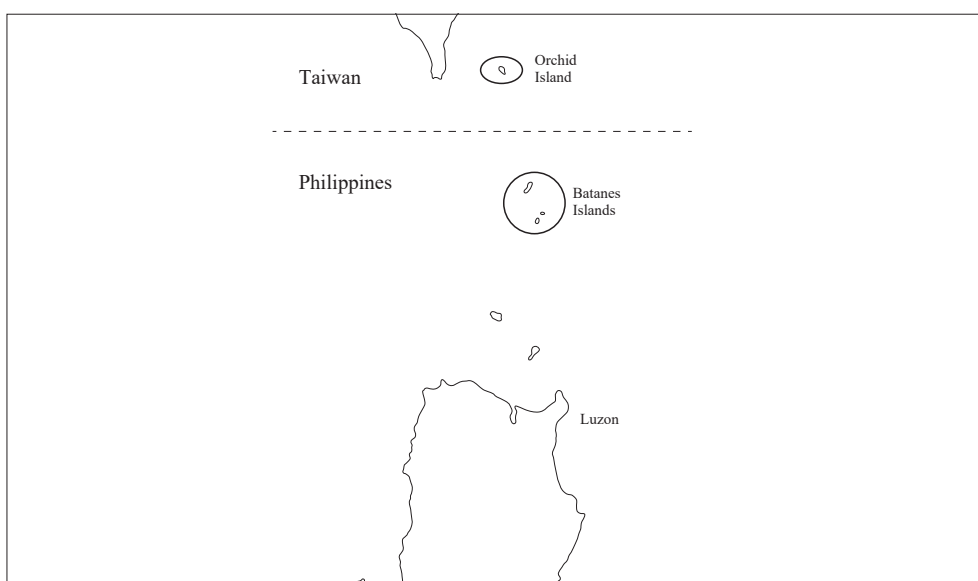 Orchid
Island
Taiwan
Philippines
Batanes
Islands
Luzon